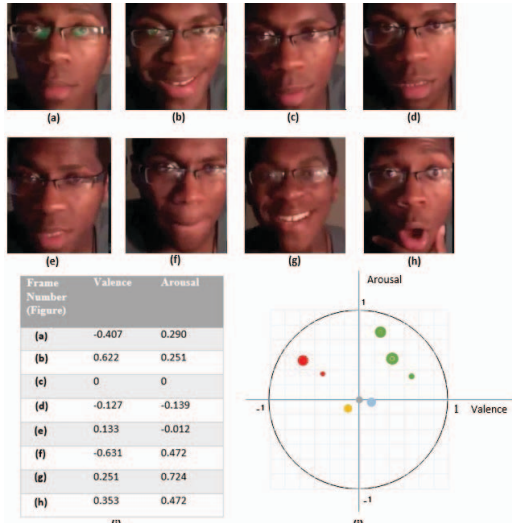 (a) (b) (c) (d)
(e) (f) (g) (h)
Frame Number (Figure) Valence Arousal
(a) -0.407 0.290
(b) 0.622 0.251
(c) 0 0
(d) -0.127 -0.139
(e) 0.133 -0.012
(f) -0.631 0.472
(g) 0.251 0.724
(h) 0.353 0.472
Arousal
1
-1 1 Valence
-1